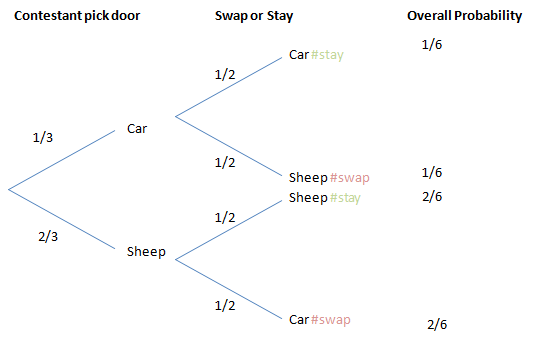 Contestant pick door Swap or Stay Overall Probability
Car #stay 1/6
1/2
1/3 Car
1/2
Sheep #swap 1/6
Sheep #stay 2/6
1/2
2/3 Sheep
1/2
Car #swap 2/6